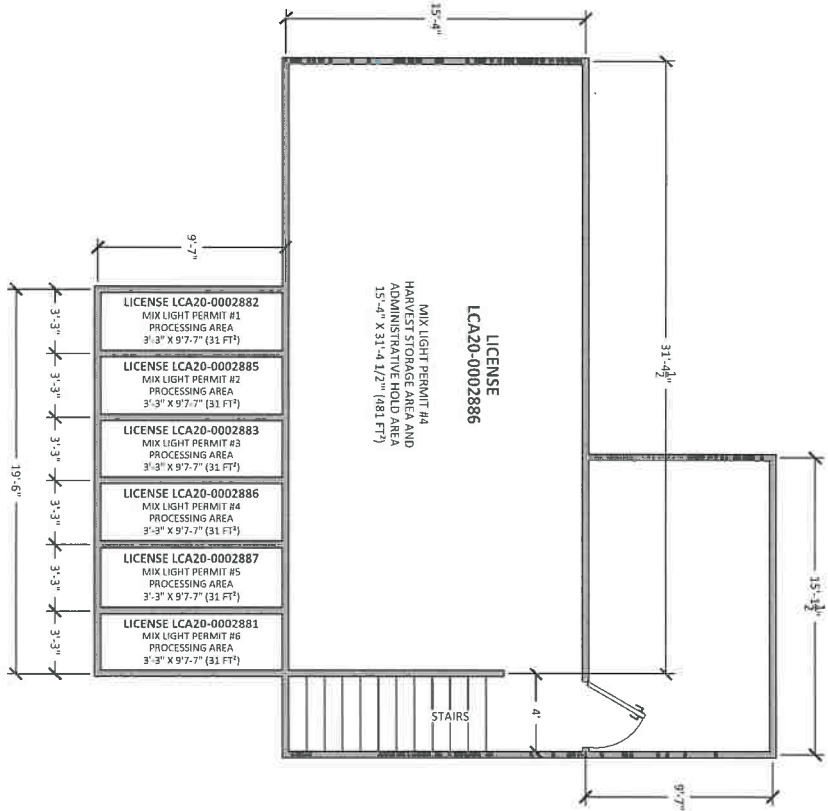 15'-4"
31'-4½"
15'-1½"
9'-7"
LICENSE
LCA20-0002886
MIX LIGHT PERMIT #4
HARVEST STORAGE AREA AND
ADMINISTRATIVE HOLD AREA
15'-4" X 31'-4 1/2'" (481 FT²)
9'-7"
3'-3"
3'-3"
3'-3"
3'-3"
3'-3"
3'-3"
19'-6"
LICENSE LCA20-0002882
MIX LIGHT PERMIT #1
PROCESSING AREA
3'-3" X 9'7-7" (31 FT²)
LICENSE LCA20-0002885
MIX LIGHT PERMIT #2
PROCESSING AREA
3'-3" X 9'7-7" (31 FT²)
LICENSE LCA20-0002883
MIX LIGHT PERMIT #3
PROCESSING AREA
3'-3" X 9'7-7" (31 FT²)
LICENSE LCA20-0002886
MIX LIGHT PERMIT #4
PROCESSING AREA
3'-3" X 9'7-7" (31 FT²)
LICENSE LCA20-0002887
MIX LIGHT PERMIT #5
PROCESSING AREA
3'-3" X 9'7-7" (31 FT²)
LICENSE LCA20-0002881
MIX LIGHT PERMIT #6
PROCESSING AREA
3'-3" X 9'7-7" (31 FT²)
STAIRS
4'